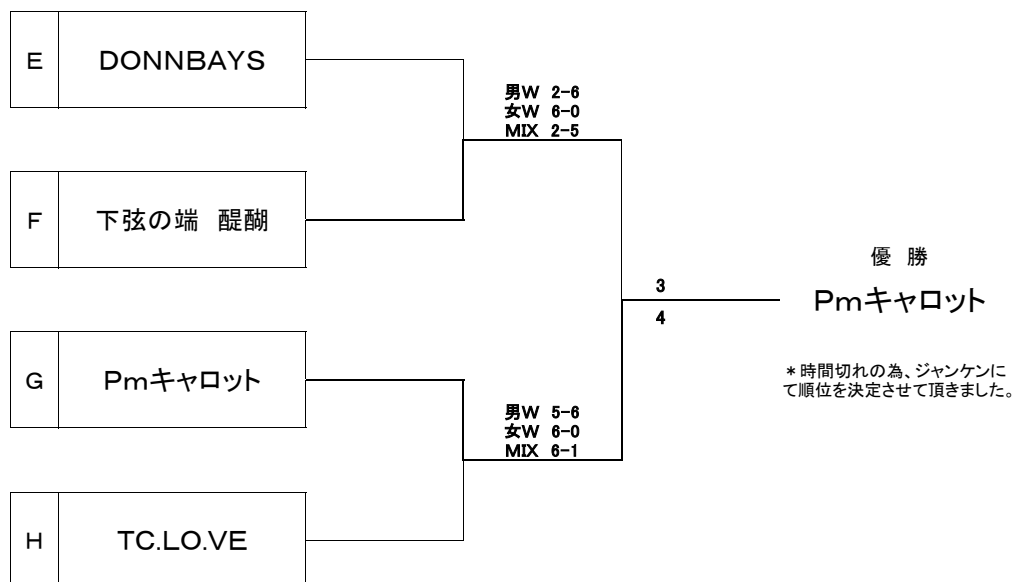 E DONNBAYS
男W 2-6
女W 6-0
MIX 2-5
F 下弦の端　醍醐
優 勝
3
Pmキャロット
4
G Pmキャロット
＊時間切れの為、ジャンケンに
て順位を決定させて頂きました。
男W 5-6
女W 6-0
MIX 6-1
H TC.LO.VE